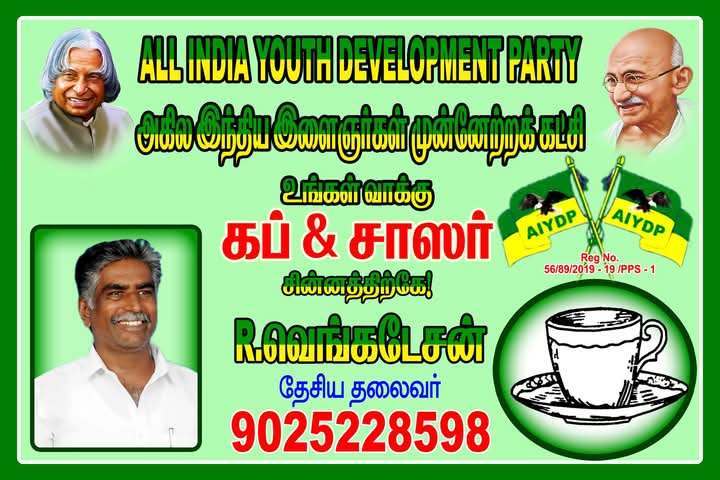 ALL INDIA YOUTH DEVELOPMENT PARTY
அகில இந்திய இளைஞர்கள் முன்னேற்றக் கட்சி
உங்கள் வாக்கு
கப் & சாஸர்
சின்னத்திற்கே!
AIYDP AIYDP
Reg No.
56/89/2019 - 19 /PPS - 1
R.வெங்கடேசன்
தேசிய தலைவர்
9025228598